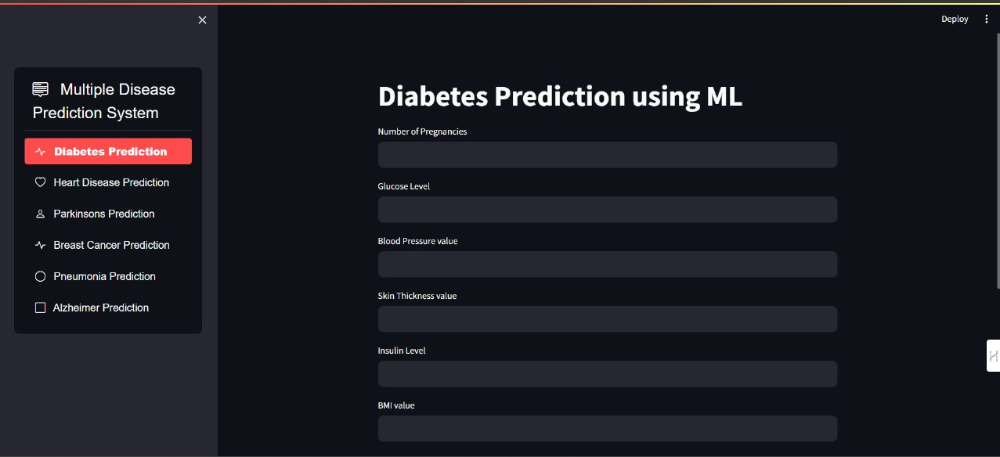 Deploy
Multiple Disease
Prediction System
Diabetes Prediction
Heart Disease Prediction
Parkinsons Prediction
Breast Cancer Prediction
Pneumonia Prediction
Alzheimer Prediction
Diabetes Prediction using ML
Number of Pregnancies
Glucose Level
Blood Pressure value
Skin Thickness value
Insulin Level
BMI value